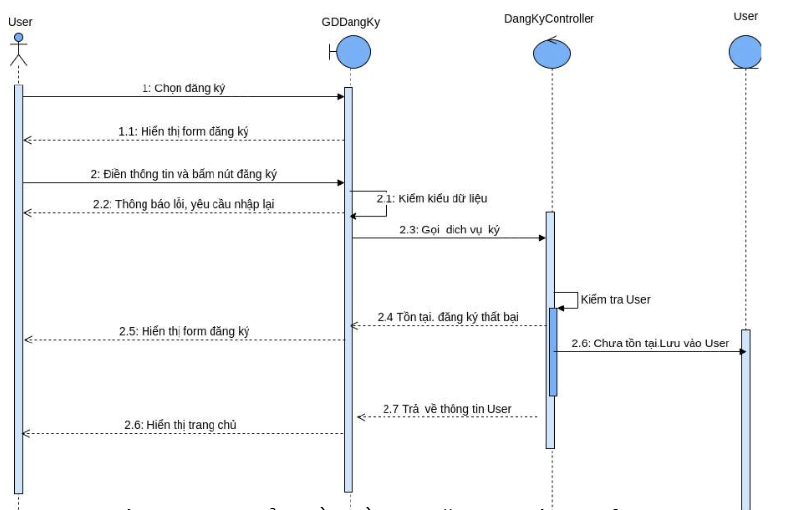 User
GDDangKy
DangKyController
User
1: Chọn đăng ký
1.1: Hiển thị form đăng ký
2: Điền thông tin và bấm nút đăng ký
2.1: Kiểm kiểu dữ liệu
2.2: Thông báo lỗi, yêu cầu nhập lại
2.3: Gọi dịch vụ ký
Kiểm tra User
2.4 Tồn tại. đăng ký thất bại
2.5: Hiển thị form đăng ký
2.6: Chưa tồn tại.Lưu vào User
2.7 Trả về thông tin User
2.6: Hiển thị trang chủ